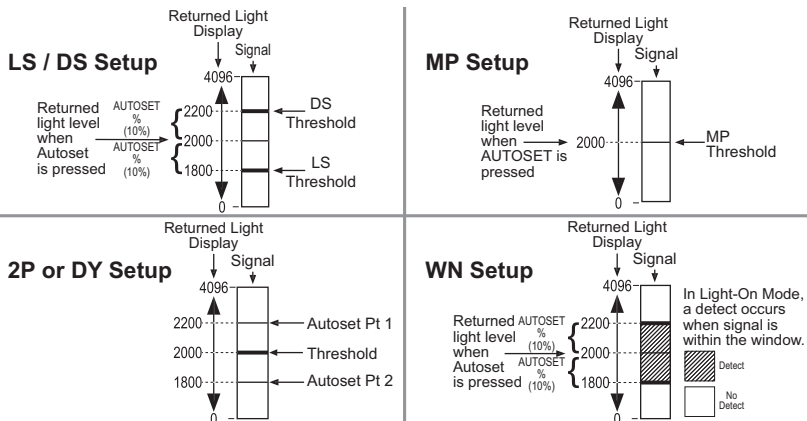 LS / DS Setup
Returned Light
Display
Signal
4096
2200
2000
1800
0
Returned
light level
when
Autoset
is pressed
AUTOSET
%
(10%)
AUTOSET
%
(10%)
DS
Threshold
LS
Threshold
MP Setup
Returned Light
Display
Signal
4096
2000
0
Returned
light level
when
AUTOSET is
pressed
MP
Threshold
2P or DY Setup
Returned Light
Display
Signal
4096
2200
2000
1800
0
Autoset Pt 1
Threshold
Autoset Pt 2
WN Setup
Returned Light
Display
Signal
4096
2200
2000
1800
0
Returned
light level
when
Autoset
is pressed
AUTOSET
%
(10%)
AUTOSET
%
(10%)
In Light-On Mode,
a detect occurs
when signal is
within the window.
Detect
No
Detect